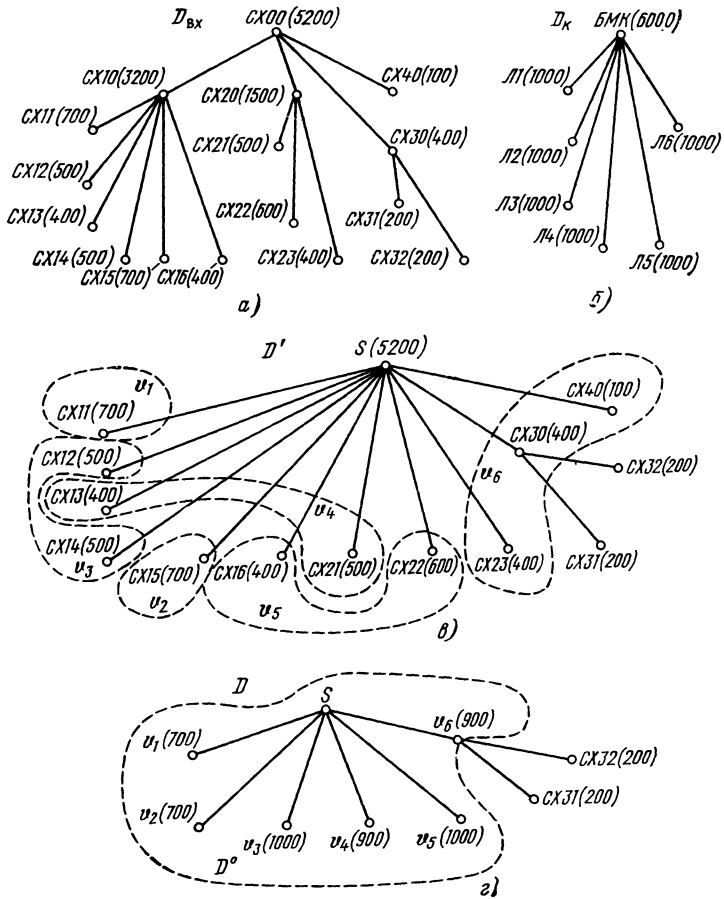 D_вх
СХ00(5200)
СХ10(3200)
СХ20(1500)
СХ40(100)
СХ11(700)
СХ21(500)
СХ30(400)
СХ12(500)
СХ13(400)
СХ22(600)
СХ31(200)
СХ14(500)
СХ15(700)
СХ16(400)
СХ23(400)
СХ32(200)
а)
D_к
БМК(6000)
Л1(1000)
Л2(1000)
Л6(1000)
Л3(1000)
Л4(1000)
Л5(1000)
б)
D'
S(5200)
v₁
СХ11(700)
СХ40(100)
СХ12(500)
СХ30(400)
СХ13(400)
v₄
v₆
СХ32(200)
СХ14(500)
v₃
СХ15(700)
СХ16(400)
СХ21(500)
СХ22(600)
СХ23(400)
СХ31(200)
v₂
v₅
в)
D
S
v₆(900)
v₁(700)
СХ32(200)
СХ31(200)
v₂(700)
v₃(1000)
v₄(900)
v₅(1000)
D°
г)